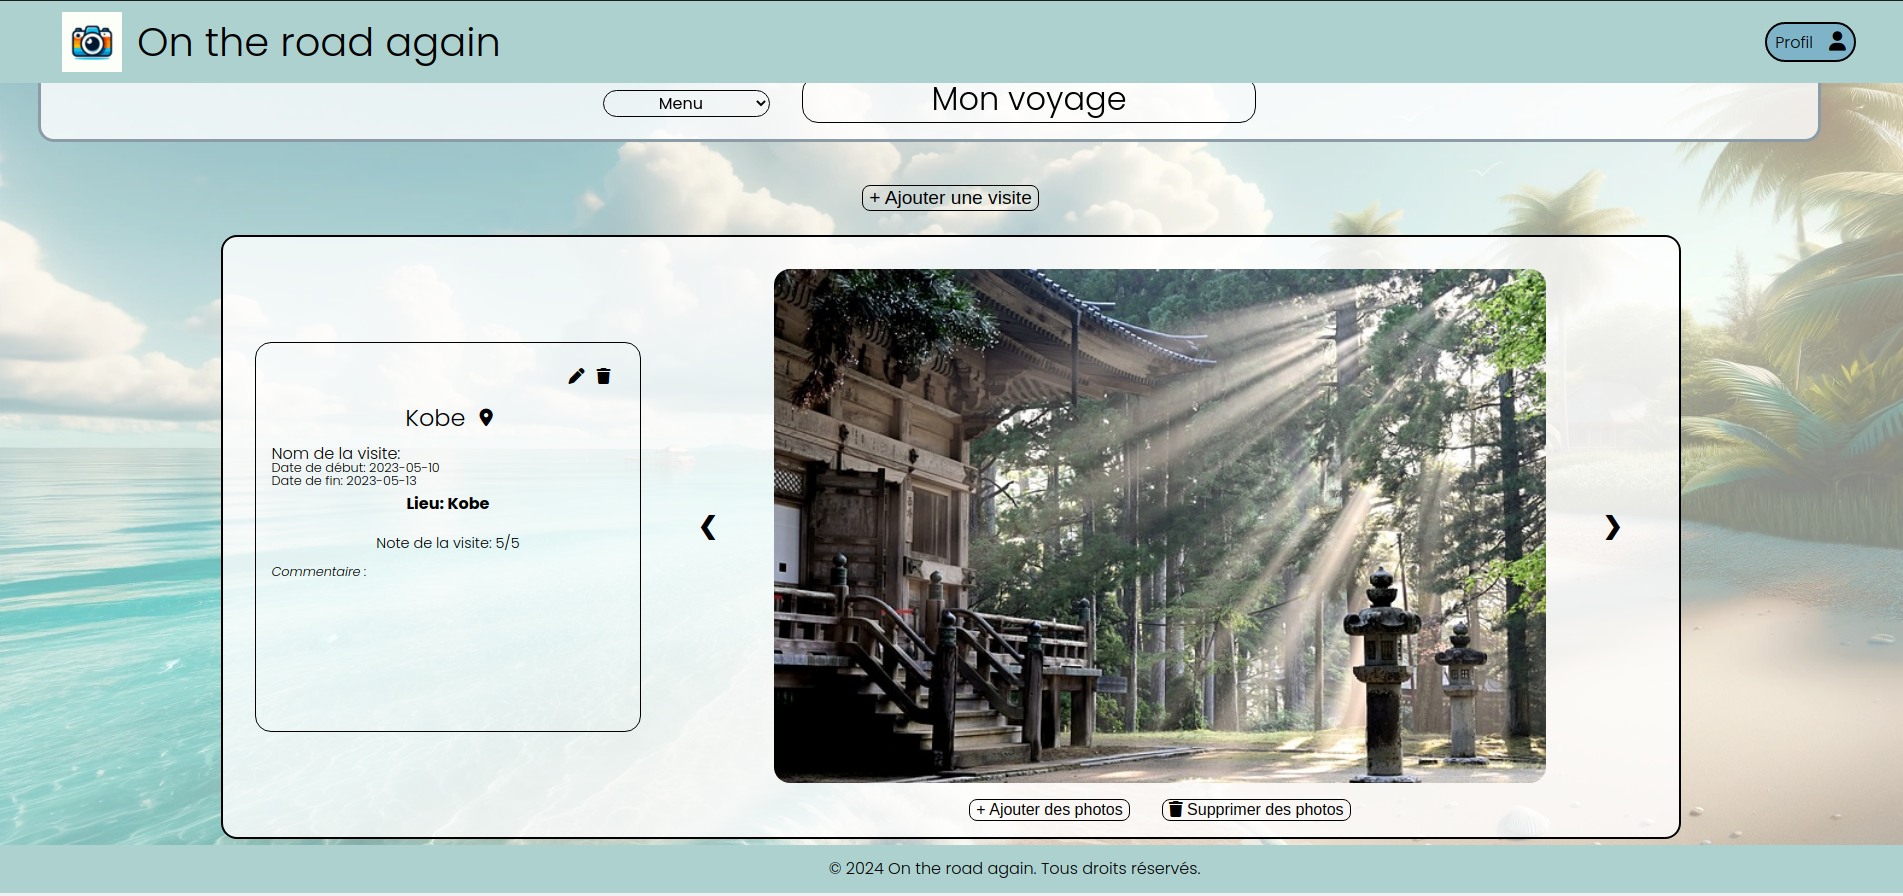 On the road again
Profil
Menu
Mon voyage
+ Ajouter une visite
Kobe
Nom de la visite:
Date de début: 2023-05-10
Date de fin: 2023-05-13
Lieu: Kobe
Note de la visite: 5/5
Commentaire :
❮
❯
+ Ajouter des photos
Supprimer des photos
© 2024 On the road again. Tous droits réservés.